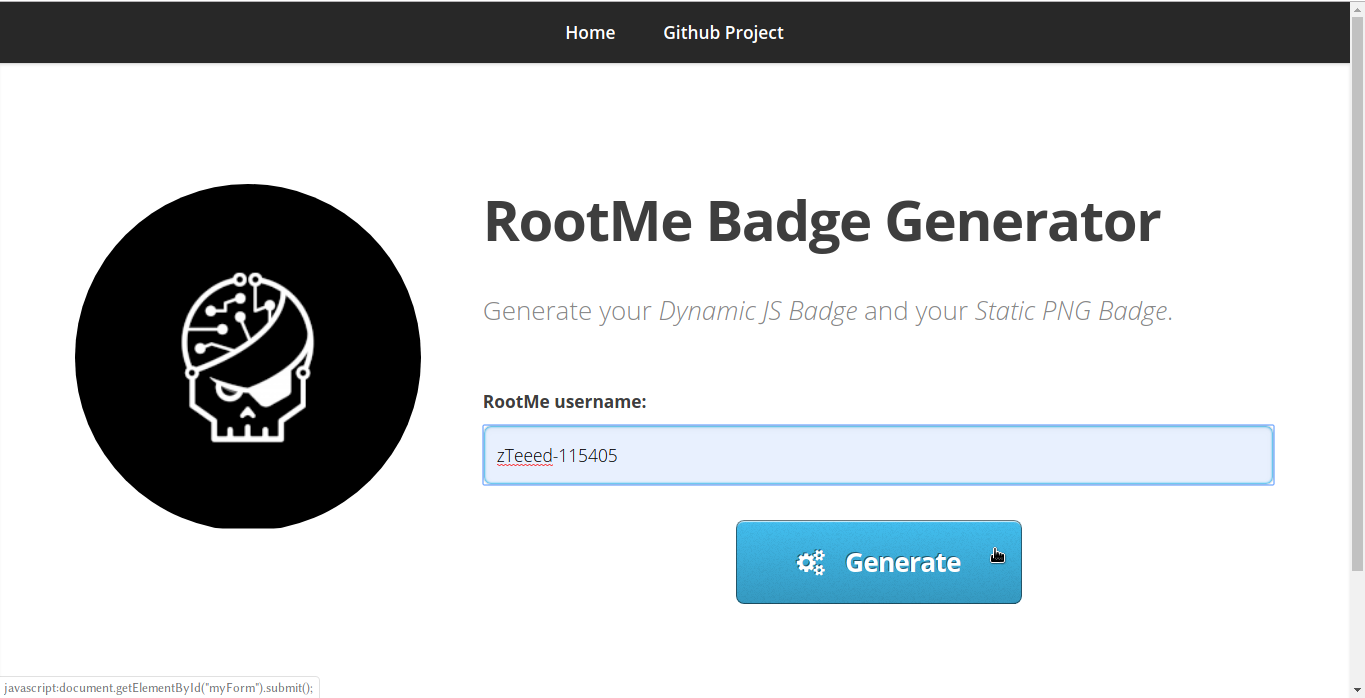 Home Github Project
RootMe Badge Generator
Generate your Dynamic JS Badge and your Static PNG Badge.
RootMe username:
zTeeed-115405
Generate
javascript:document.getElementById("myForm").submit();